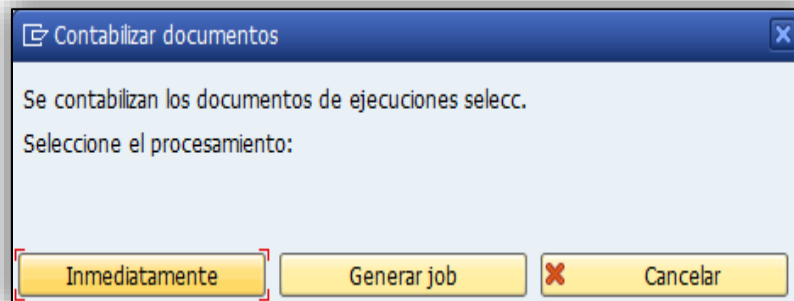 Contabilizar documentos
Se contabilizan los documentos de ejecuciones selecc.
Seleccione el procesamiento:
Inmediatamente Generar job Cancelar